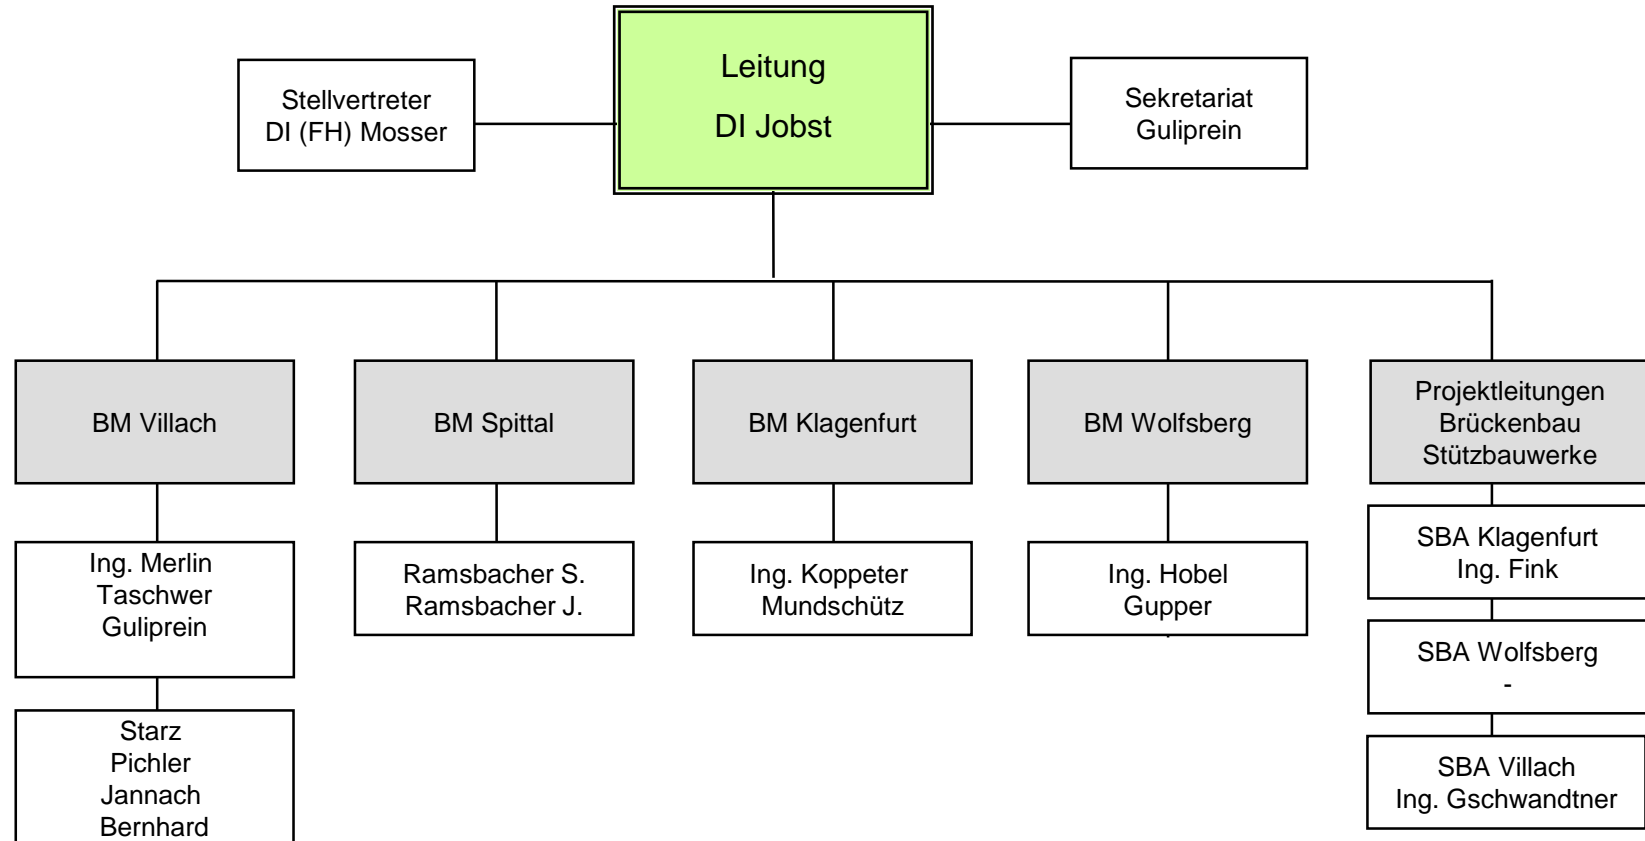 Leitung
DI Jobst
Stellvertreter
DI (FH) Mosser
Sekretariat
Guliprein
BM Villach
BM Spittal
BM Klagenfurt
BM Wolfsberg
Projektleitungen
Brückenbau
Stützbauwerke
Ing. Merlin
Taschwer
Guliprein
Ramsbacher S.
Ramsbacher J.
Ing. Koppeter
Mundschütz
Ing. Hobel
Gupper
SBA Klagenfurt
Ing. Fink
SBA Wolfsberg
-
Starz
Pichler
Jannach
Bernhard
SBA Villach
Ing. Gschwandtner